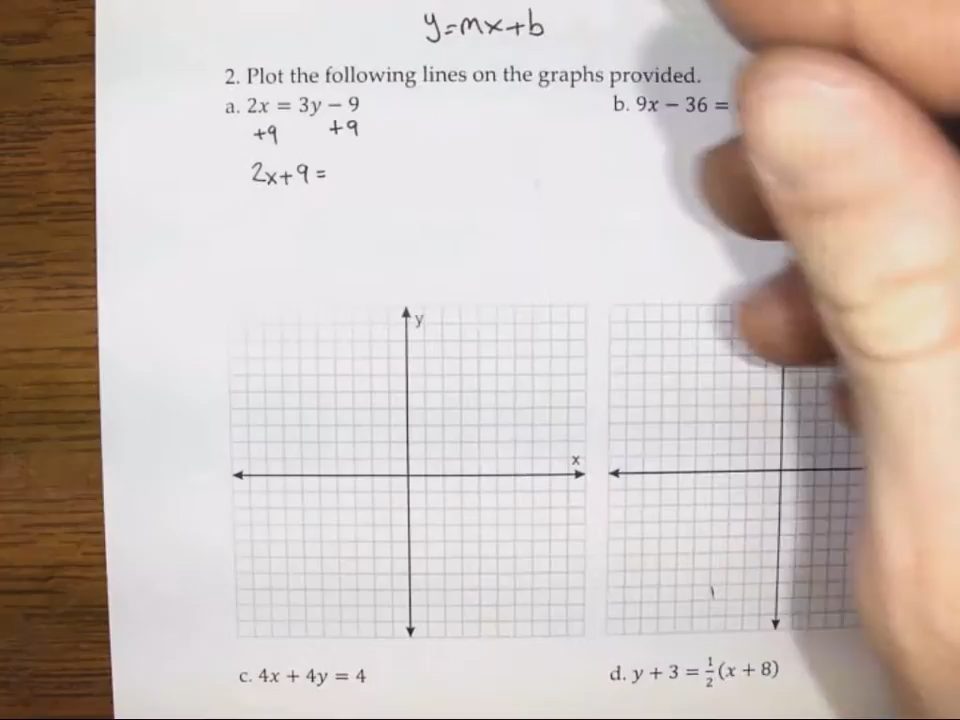 y=mx+b
2. Plot the following lines on the graphs provided.
a. 2x = 3y − 9
b. 9x − 36 =
+9 +9
2x+9 =
y
x
c. 4x + 4y = 4
d. y + 3 = 1/2(x + 8)